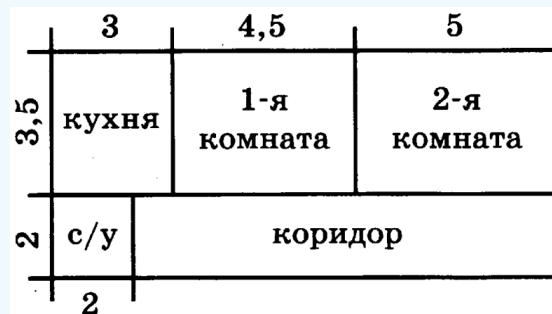 3 4,5 5
3,5
кухня
1-я
комната
2-я
комната
2
с/у
коридор
2